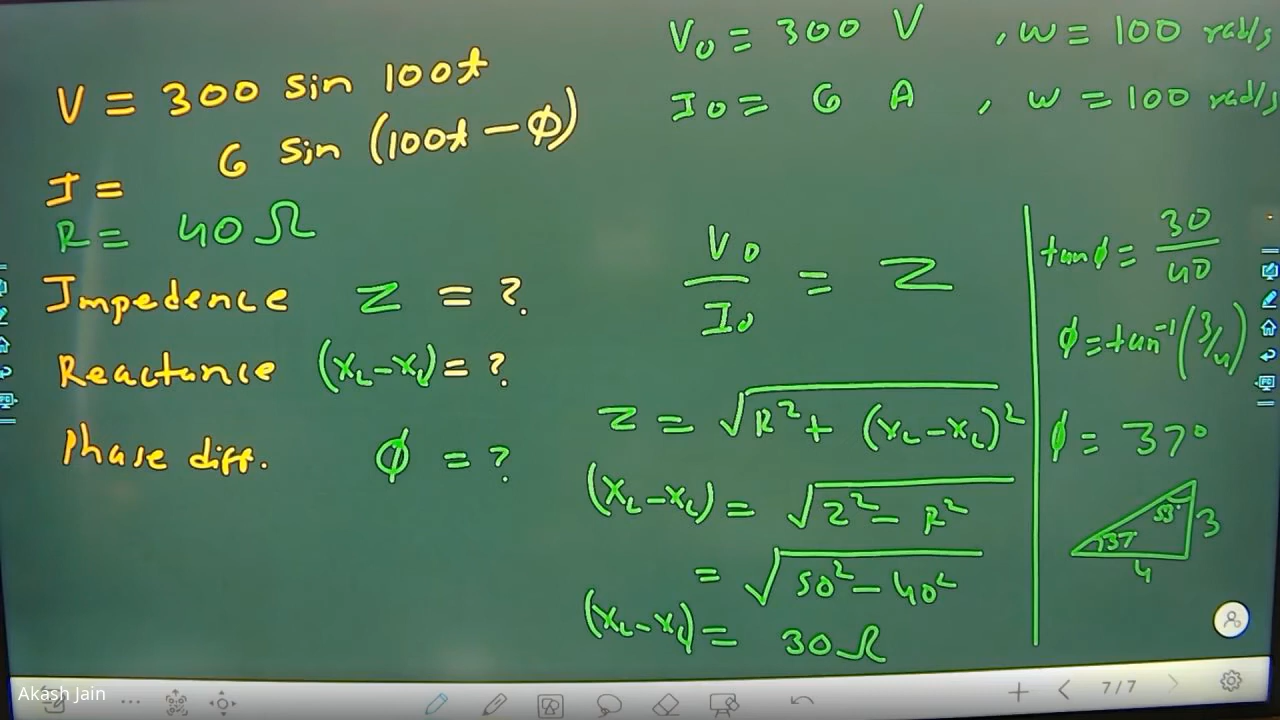 V = 300 sin 100t
I = 6 sin (100t – ϕ)
R = 40 Ω
Impedence Z = ?
Reactance (XL–XC) = ?
Phase diff. ϕ = ?
V0 = 300 V , w = 100 rad/s
I0 = 6 A , w = 100 rad/s
V0/I0 = Z
Z = √R² + (XL–XC)²
(XL–XC) = √Z² – R²
= √50² – 40²
(XL–XC) = 30 Ω
tanϕ = 30/40
ϕ = tan⁻¹(3/4)
ϕ = 37°
53°
37°
3
4
Akash Jain
7/7